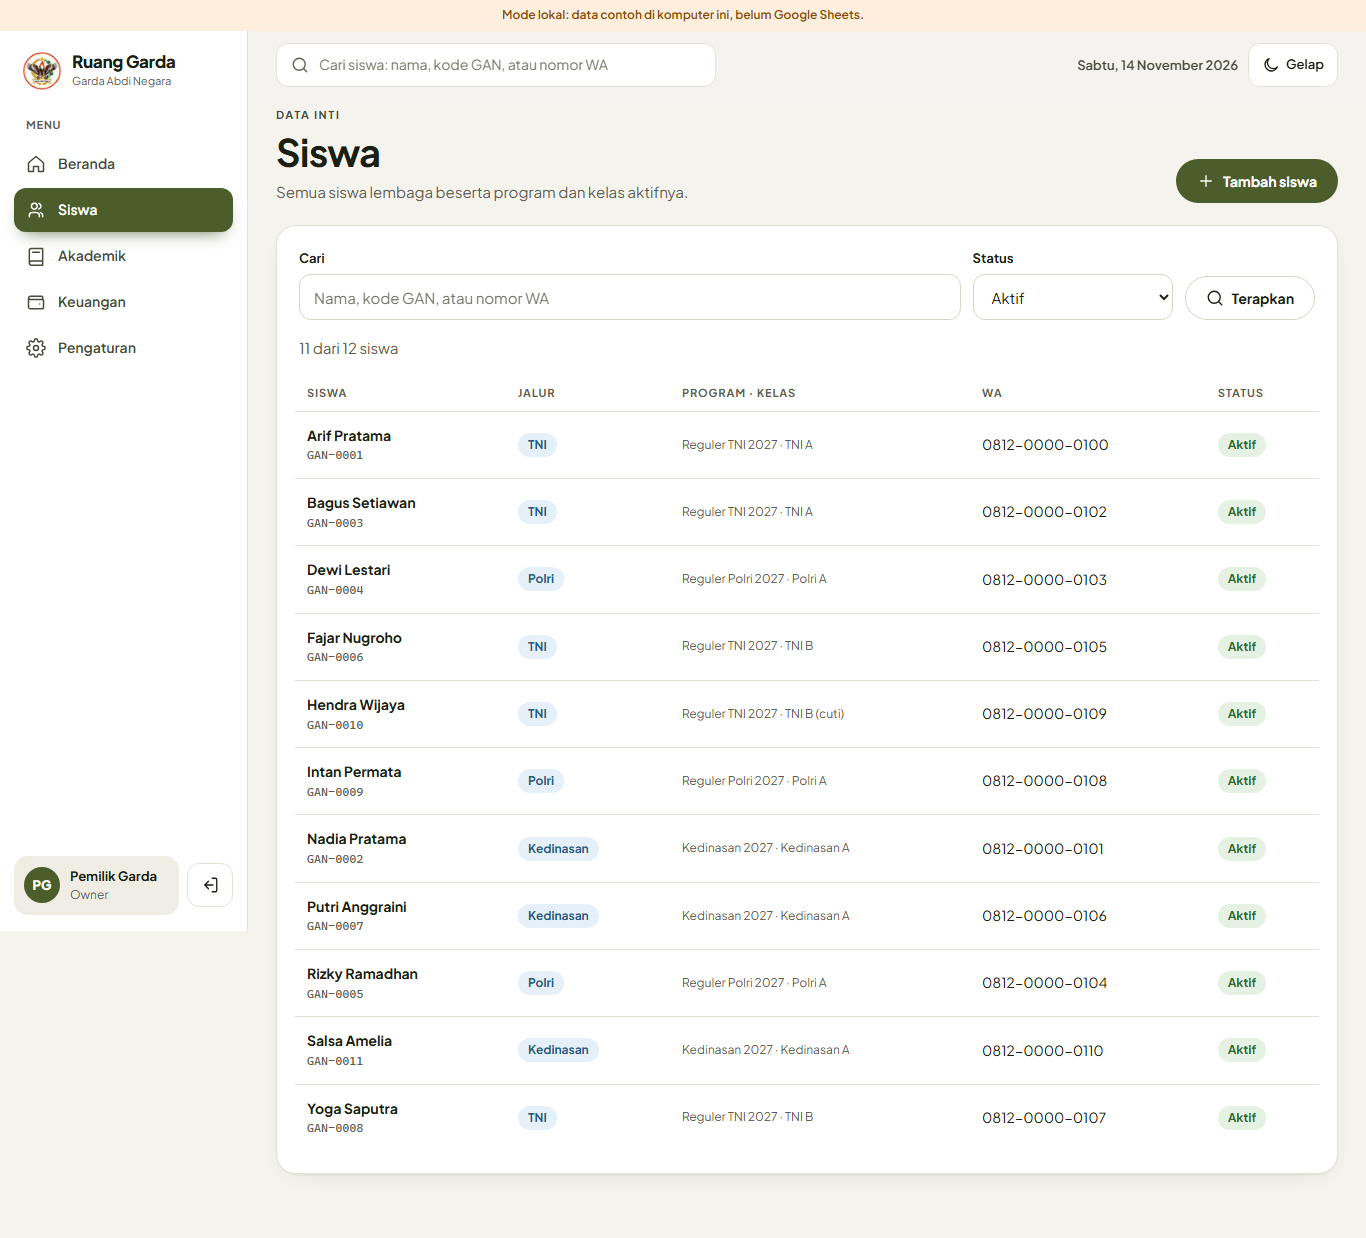 Mode lokal: data contoh di komputer ini, belum Google Sheets.
Ruang Garda
Garda Abdi Negara
MENU
Beranda
Siswa
Akademik
Keuangan
Pengaturan
PG
Pemilik Garda
Owner
Cari siswa: nama, kode GAN, atau nomor WA
Sabtu, 14 November 2026
Gelap
DATA INTI
Siswa
Semua siswa lembaga beserta program dan kelas aktifnya.
+ Tambah siswa
Cari
Nama, kode GAN, atau nomor WA
Status
Aktif
Terapkan
11 dari 12 siswa
SISWA JALUR PROGRAM · KELAS WA STATUS
Arif Pratama
GAN-0001
TNI Reguler TNI 2027 · TNI A 0812-0000-0100 Aktif
Bagus Setiawan
GAN-0003
TNI Reguler TNI 2027 · TNI A 0812-0000-0102 Aktif
Dewi Lestari
GAN-0004
Polri Reguler Polri 2027 · Polri A 0812-0000-0103 Aktif
Fajar Nugroho
GAN-0006
TNI Reguler TNI 2027 · TNI B 0812-0000-0105 Aktif
Hendra Wijaya
GAN-0010
TNI Reguler TNI 2027 · TNI B (cuti) 0812-0000-0109 Aktif
Intan Permata
GAN-0009
Polri Reguler Polri 2027 · Polri A 0812-0000-0108 Aktif
Nadia Pratama
GAN-0002
Kedinasan Kedinasan 2027 · Kedinasan A 0812-0000-0101 Aktif
Putri Anggraini
GAN-0007
Kedinasan Kedinasan 2027 · Kedinasan A 0812-0000-0106 Aktif
Rizky Ramadhan
GAN-0005
Polri Reguler Polri 2027 · Polri A 0812-0000-0104 Aktif
Salsa Amelia
GAN-0011
Kedinasan Kedinasan 2027 · Kedinasan A 0812-0000-0110 Aktif
Yoga Saputra
GAN-0008
TNI Reguler TNI 2027 · TNI B 0812-0000-0107 Aktif